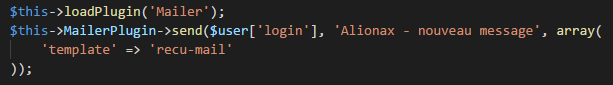 $this->loadPlugin('Mailer');
$this->MailerPlugin->send($user['login'], 'Alionax - nouveau message', array(
'template' => 'recu-mail'
));